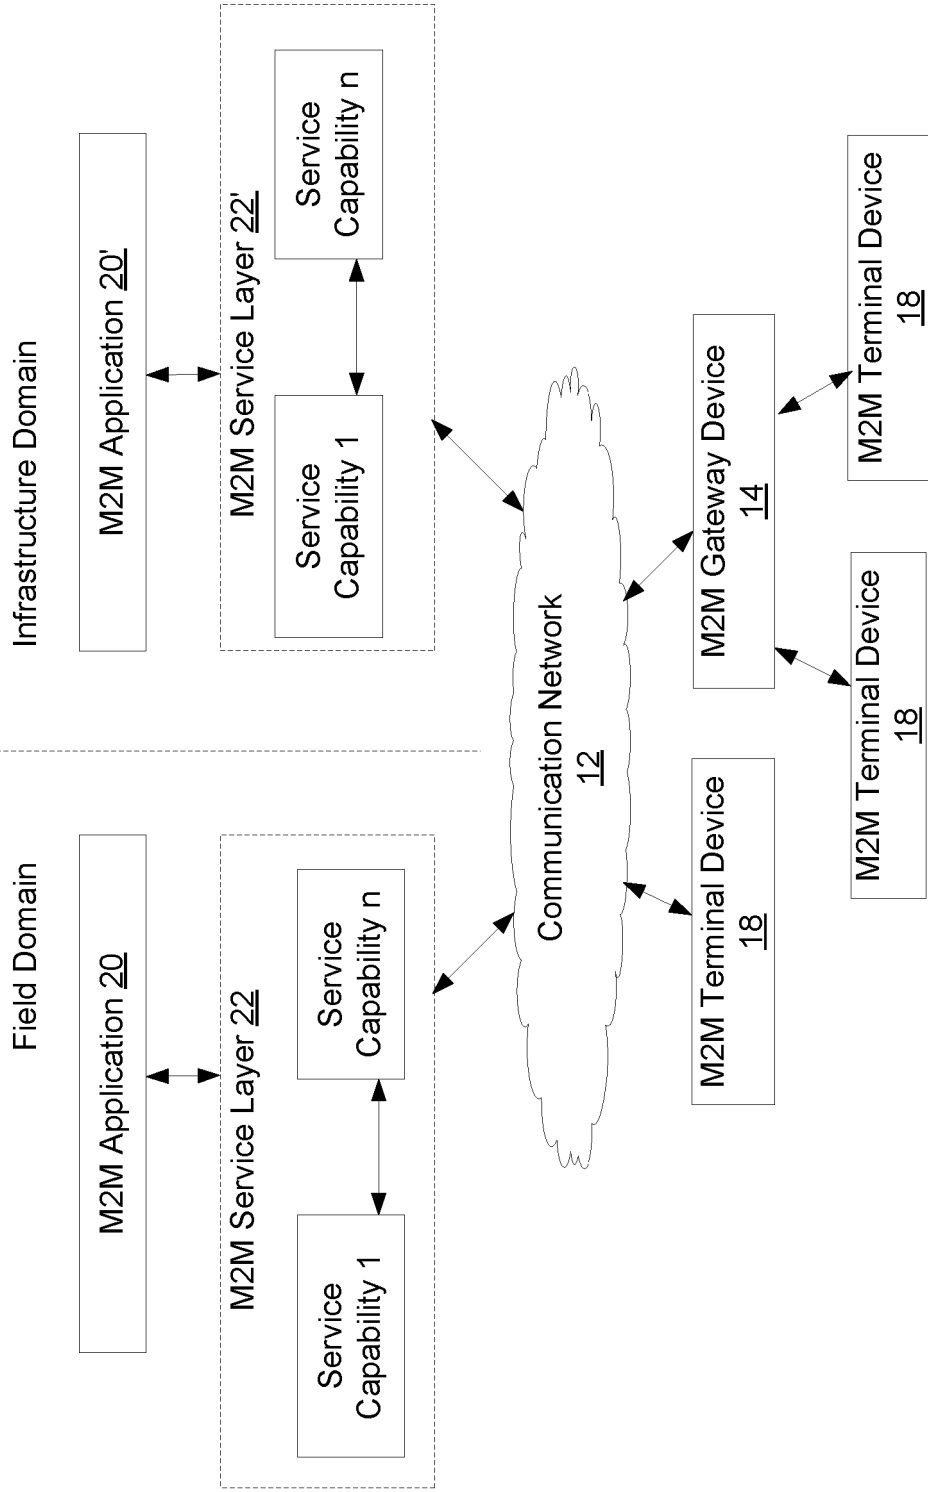 Field Domain
Infrastructure Domain
M2M Application 20
M2M Application 20'
M2M Service Layer 22
Service
Capability 1
Service
Capability n
M2M Service Layer 22'
Service
Capability 1
Service
Capability n
Communication Network
12
M2M Terminal Device
18
M2M Gateway Device
14
M2M Terminal Device
18
M2M Terminal Device
18